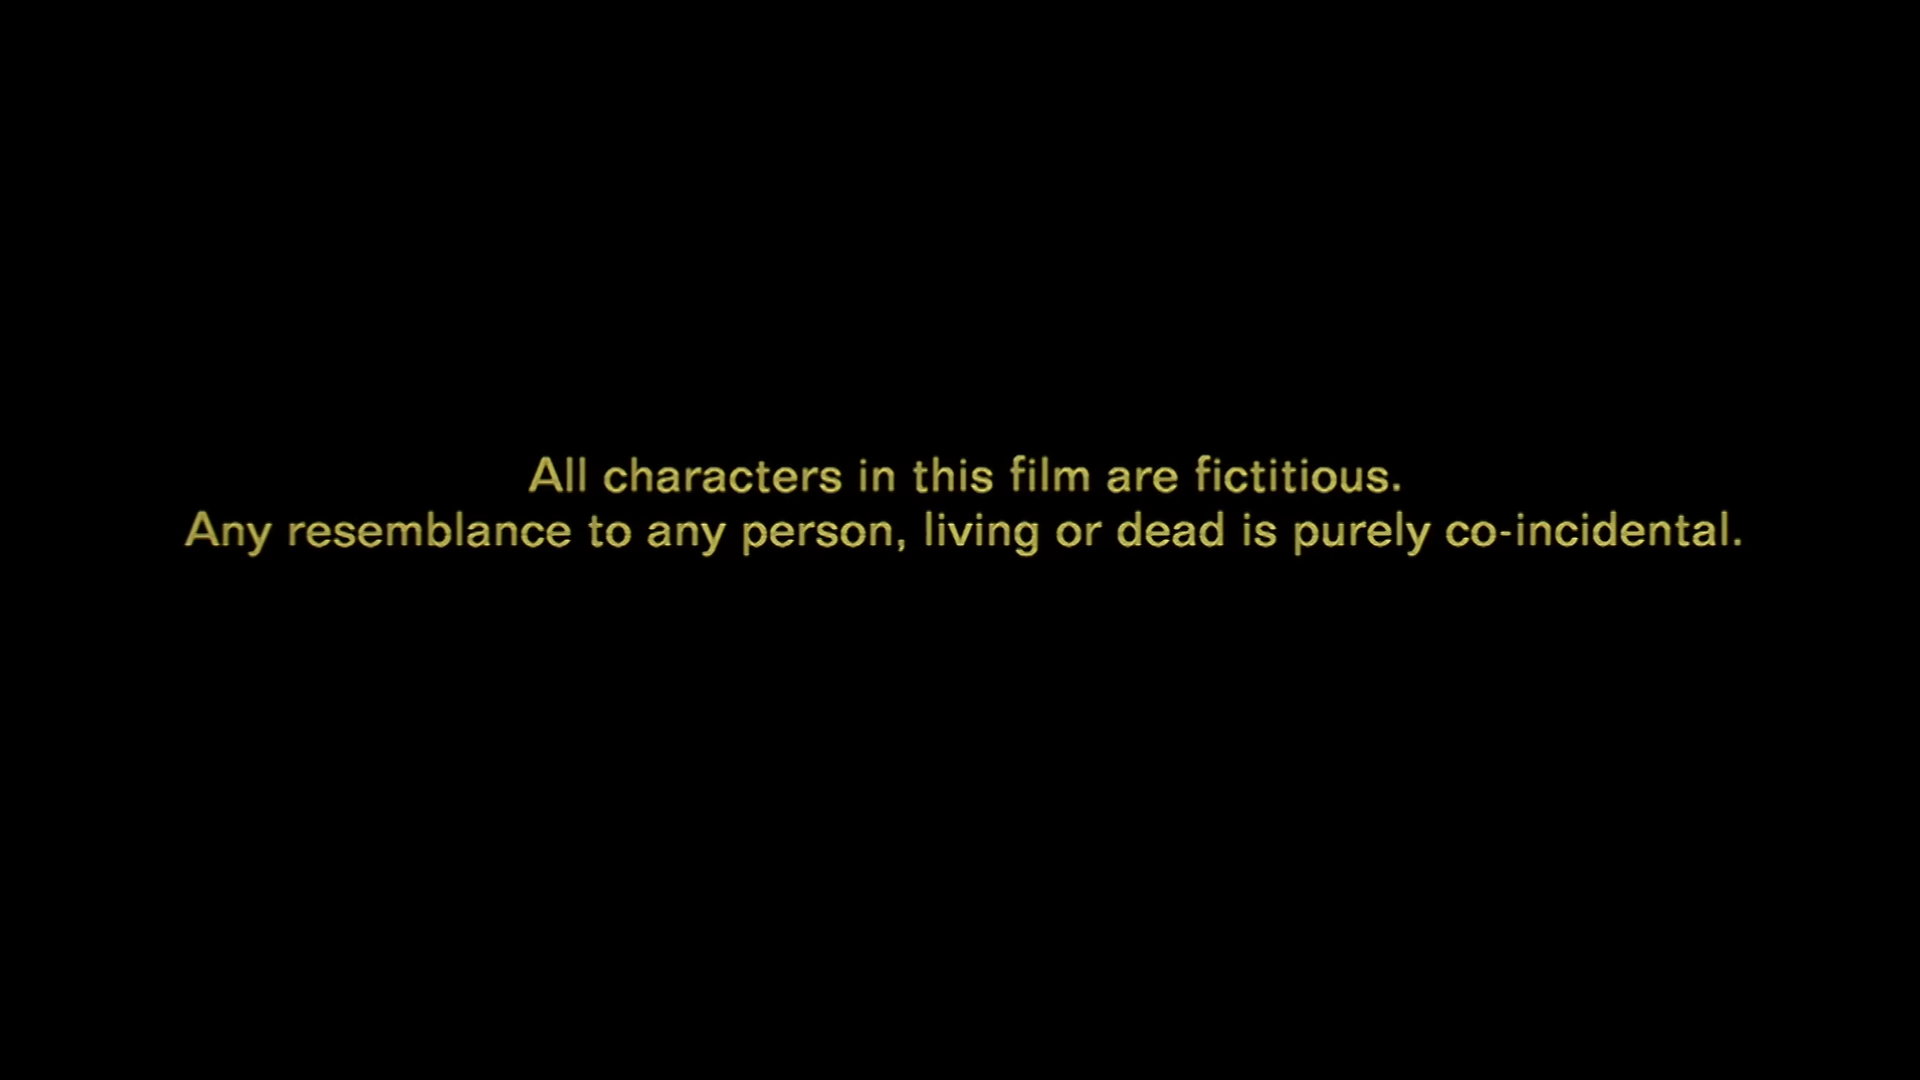 All characters in this film are fictitious.
Any resemblance to any person, living or dead is purely co-incidental.